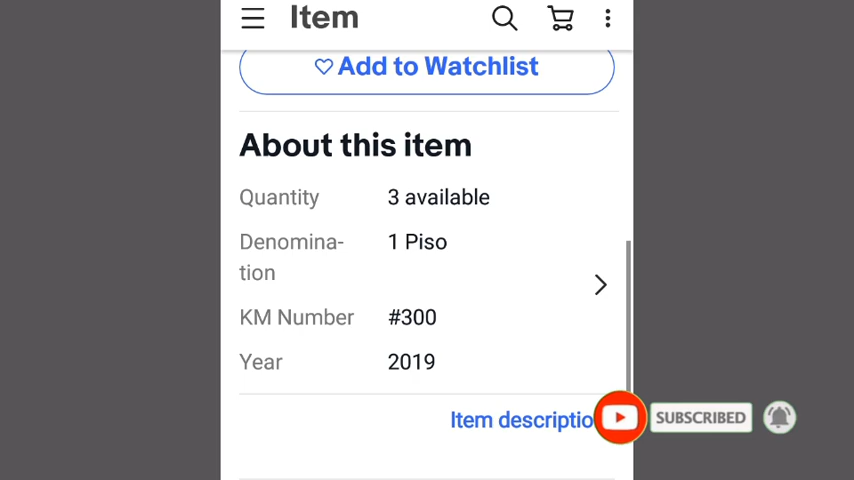 Item
Add to Watchlist
About this item
Quantity 3 available
Denomina- 1 Piso
tion
KM Number #300
Year 2019
Item descriptio
SUBSCRIBED